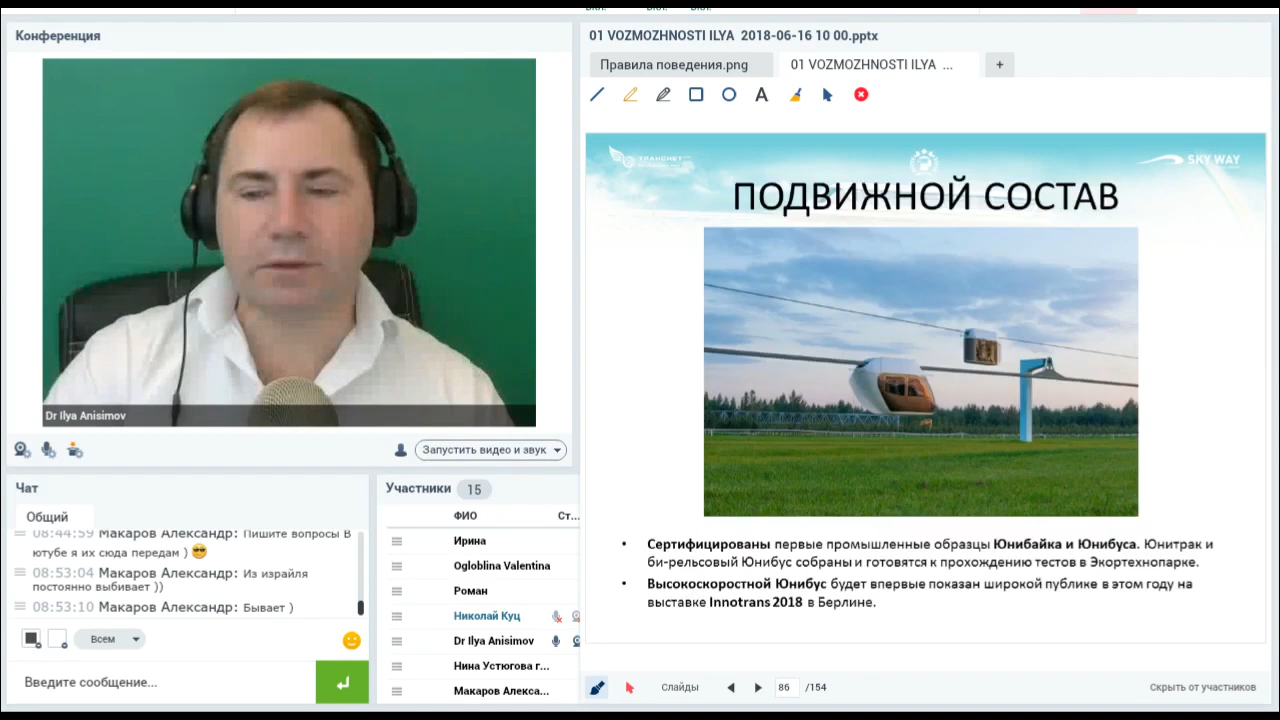 Конференция
Dr Ilya Anisimov
Запустить видео и звук
Чат
Общий
08:44:59 Макаров Александр: Пишите вопросы В
ютубе я их сюда передам )
08:53:04 Макаров Александр: Из израйля
постоянно выбивает ))
08:53:10 Макаров Александр: Бывает )
Всем
Введите сообщение...
Участники 15
ФИО Ст...
Ирина
Ogloblina Valentina
Роман
Николай Куц
Dr Ilya Anisimov
Нина Устюгова г...
Макаров Алекса...
01 VOZMOZHNOSTI ILYA 2018-06-16 10 00.pptx
Правила поведения.png
01 VOZMOZHNOSTI ILYA ...
+
A
ТРАНСНЕТ
SKY WAY
ПОДВИЖНОЙ СОСТАВ
• Сертифицированы первые промышленные образцы Юнибайка и Юнибуса. Юнитрак и
би-рельсовый Юнибус собраны и готовятся к прохождению тестов в Экортехнопарке.
• Высокоскоростной Юнибус будет впервые показан широкой публике в этом году на
выставке Innotrans 2018 в Берлине.
Слайды
86 /154
Скрыть от участников